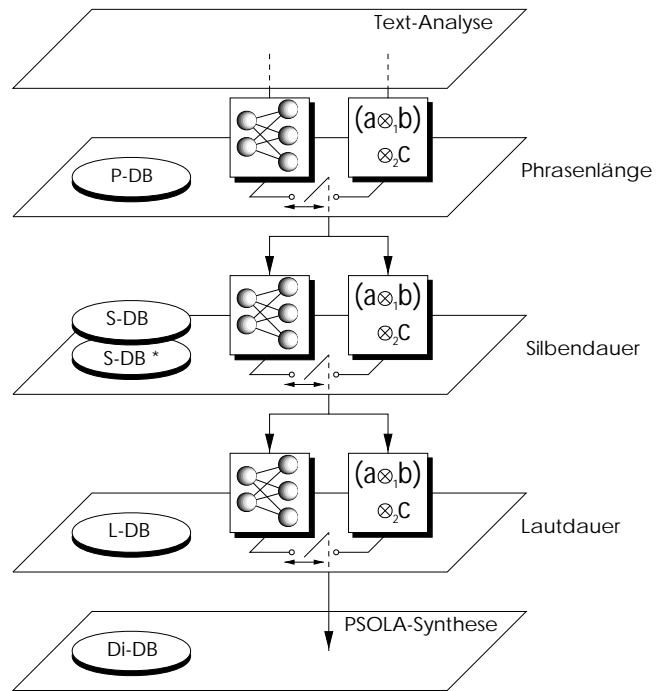 Text-Analyse
(a⊗₁b)
⊗₂c
P-DB
Phrasenlänge
(a⊗₁b)
⊗₂c
S-DB
S-DB *
Silbendauer
(a⊗₁b)
⊗₂c
L-DB
Lautdauer
PSOLA-Synthese
Di-DB